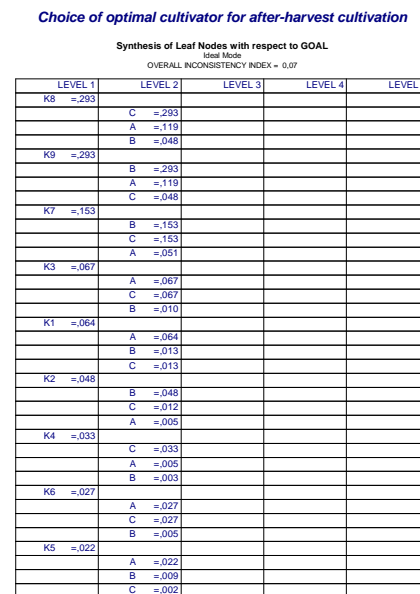 Choice of optimal cultivator for after-harvest cultivation
Synthesis of Leaf Nodes with respect to GOAL
Ideal Mode
OVERALL INCONSISTENCY INDEX = 0,07
LEVEL 1 LEVEL 2 LEVEL 3 LEVEL 4 LEVEL
K8 =,293
C =,293
A =,119
B =,048
K9 =,293
B =,293
A =,119
C =,048
K7 =,153
B =,153
C =,153
A =,051
K3 =,067
A =,067
C =,067
B =,010
K1 =,064
A =,064
B =,013
C =,013
K2 =,048
B =,048
C =,012
A =,005
K4 =,033
C =,033
A =,005
B =,003
K6 =,027
A =,027
C =,027
B =,005
K5 =,022
A =,022
B =,009
C =,002